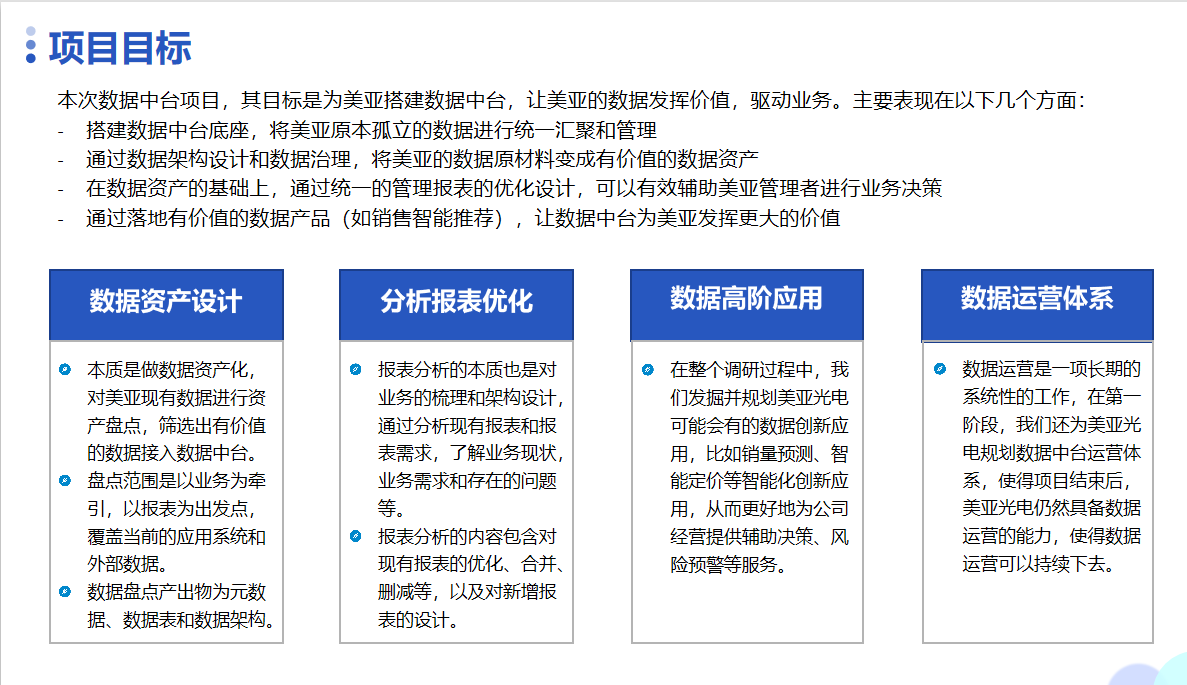 项目目标
本次数据中台项目，其目标是为美亚搭建数据中台，让美亚的数据发挥价值，驱动业务。主要表现在以下几个方面：
- 搭建数据中台底座，将美亚原本孤立的数据进行统一汇聚和管理
- 通过数据架构设计和数据治理，将美亚的数据原材料变成有价值的数据资产
- 在数据资产的基础上，通过统一的管理报表的优化设计，可以有效辅助美亚管理者进行业务决策
- 通过落地有价值的数据产品（如销售智能推荐），让数据中台为美亚发挥更大的价值
数据资产设计
本质是做数据资产化，
对美亚现有数据进行资
产盘点，筛选出有价值
的数据接入数据中台。
盘点范围是以业务为牵
引，以报表为出发点，
覆盖当前的应用系统和
外部数据。
数据盘点产出物为元数
据、数据表和数据架构。
分析报表优化
报表分析的本质也是对
业务的梳理和架构设计，
通过分析现有报表和报
表需求，了解业务现状，
业务需求和存在的问题
等。
报表分析的内容包含对
现有报表的优化、合并、
删减等，以及对新增报
表的设计。
数据高阶应用
在整个调研过程中，我
们发掘并规划美亚光电
可能会有的数据创新应
用，比如销量预测、智
能定价等智能化创新应
用，从而更好地为公司
经营提供辅助决策、风
险预警等服务。
数据运营体系
数据运营是一项长期的
系统性的工作，在第一
阶段，我们还为美亚光
电规划数据中台运营体
系，使得项目结束后，
美亚光电仍然具备数据
运营的能力，使得数据
运营可以持续下去。